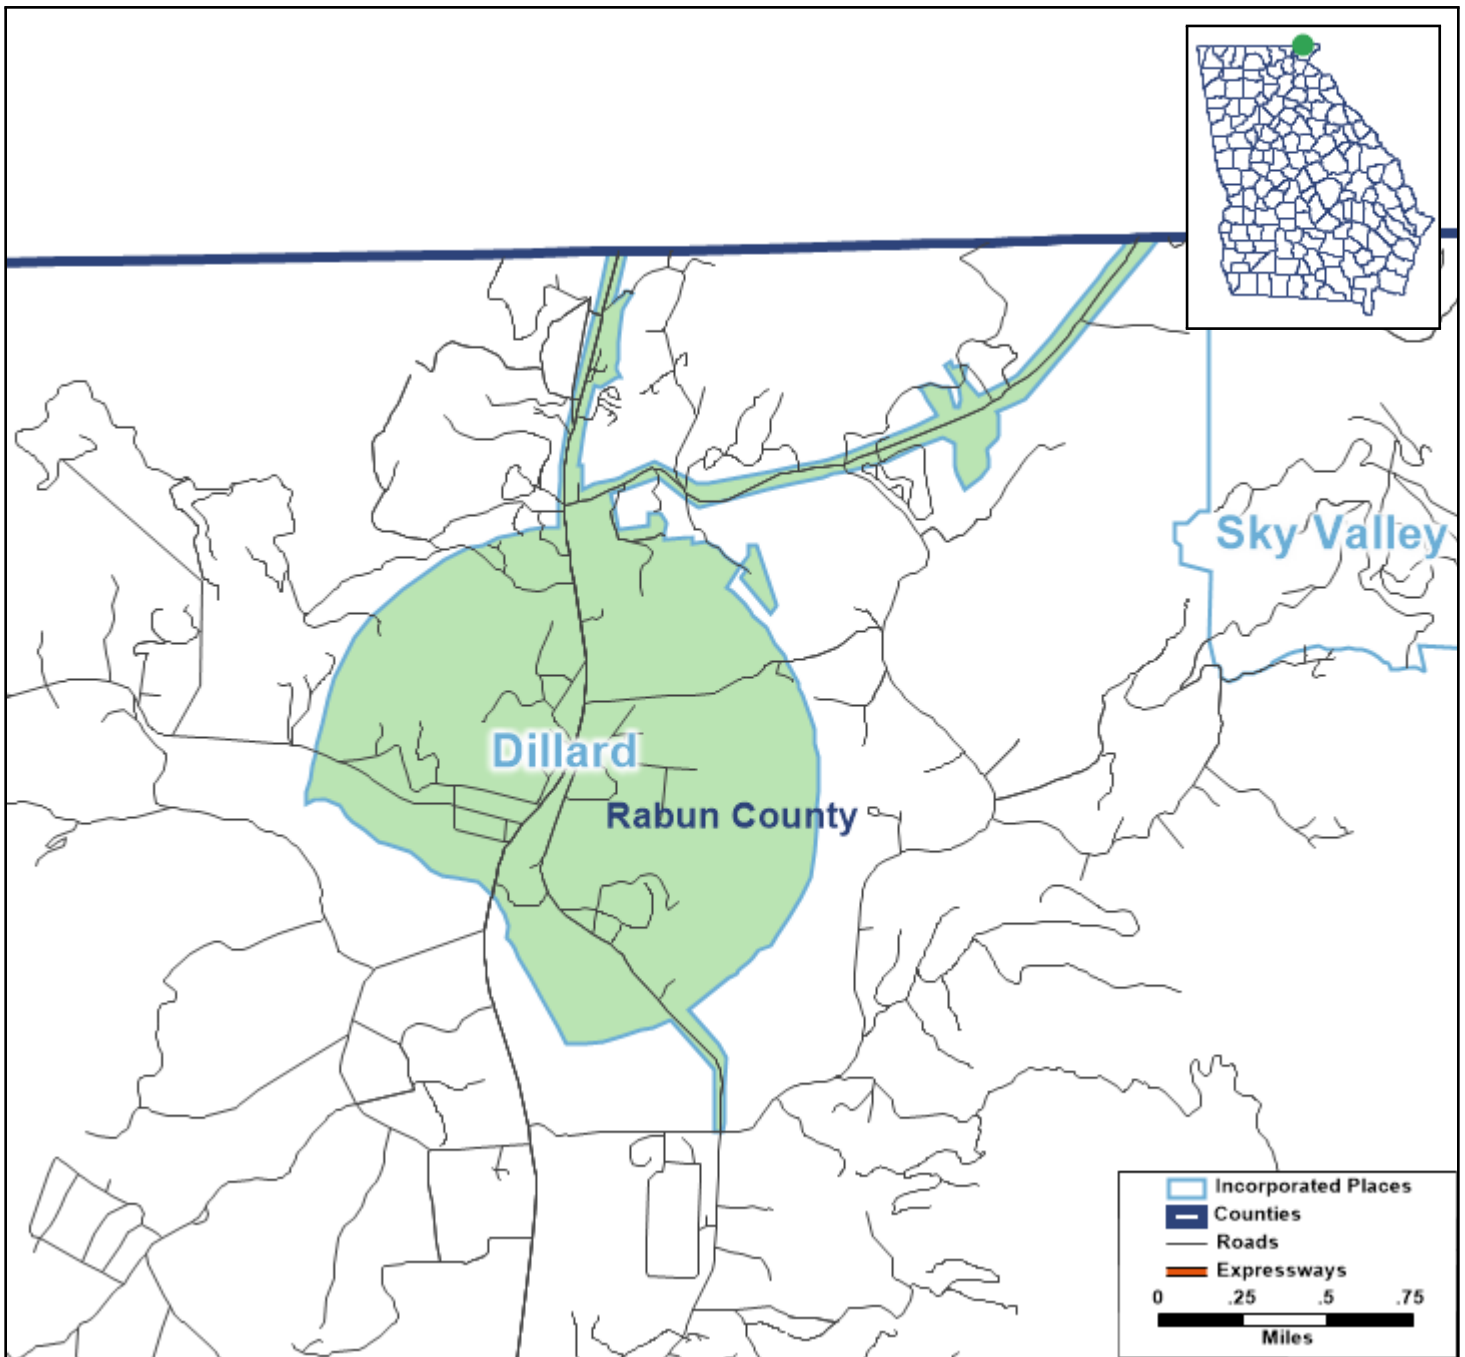 Sky Valley
Dillard
Rabun County
Incorporated Places
Counties
Roads
Expressways
0 .25 .5 .75
Miles